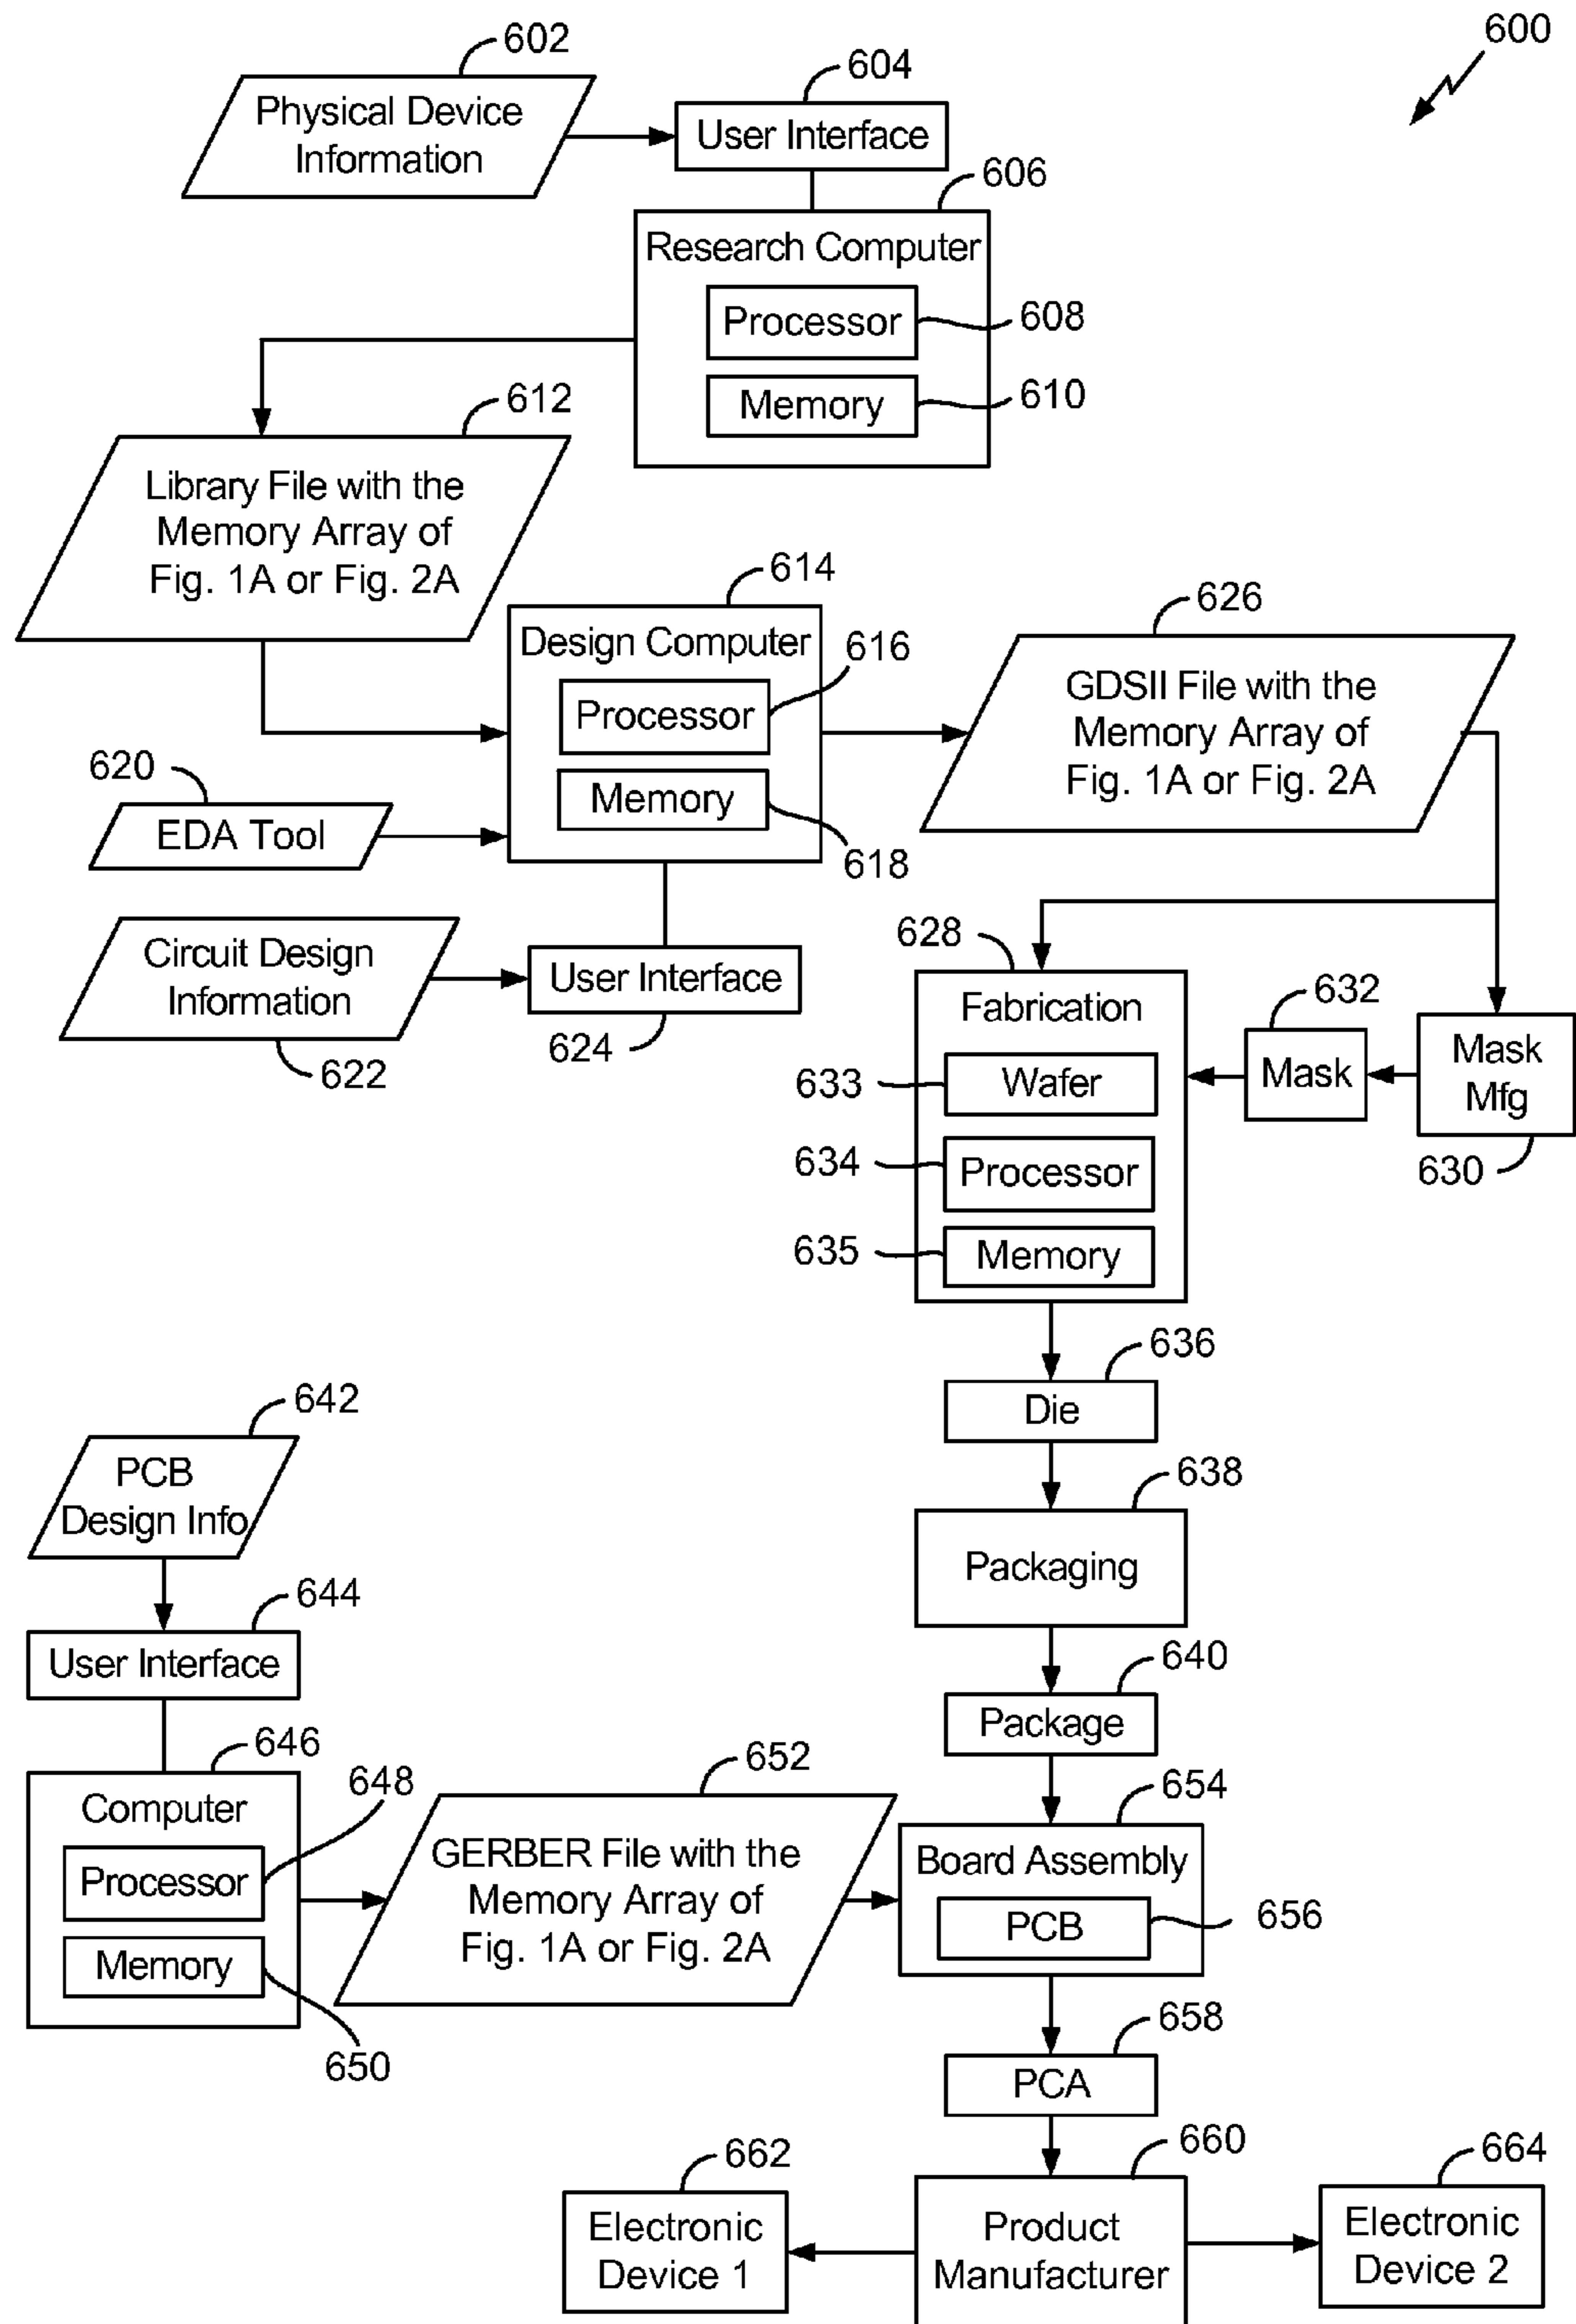 600
602
Physical Device
Information
604
User Interface
606
Research Computer
Processor
608
Memory
610
612
Library File with the
Memory Array of
Fig. 1A or Fig. 2A
614
Design Computer
616
Processor
Memory
618
620
EDA Tool
Circuit Design
Information
622
User Interface
624
626
GDSII File with the
Memory Array of
Fig. 1A or Fig. 2A
628
Fabrication
633
Wafer
634
Processor
635
Memory
632
Mask
Mask
Mfg
630
636
Die
638
Packaging
640
Package
642
PCB
Design Info
644
User Interface
646
Computer
648
Processor
Memory
650
652
GERBER File with the
Memory Array of
Fig. 1A or Fig. 2A
654
Board Assembly
PCB
656
658
PCA
660
Product
Manufacturer
662
Electronic
Device 1
664
Electronic
Device 2